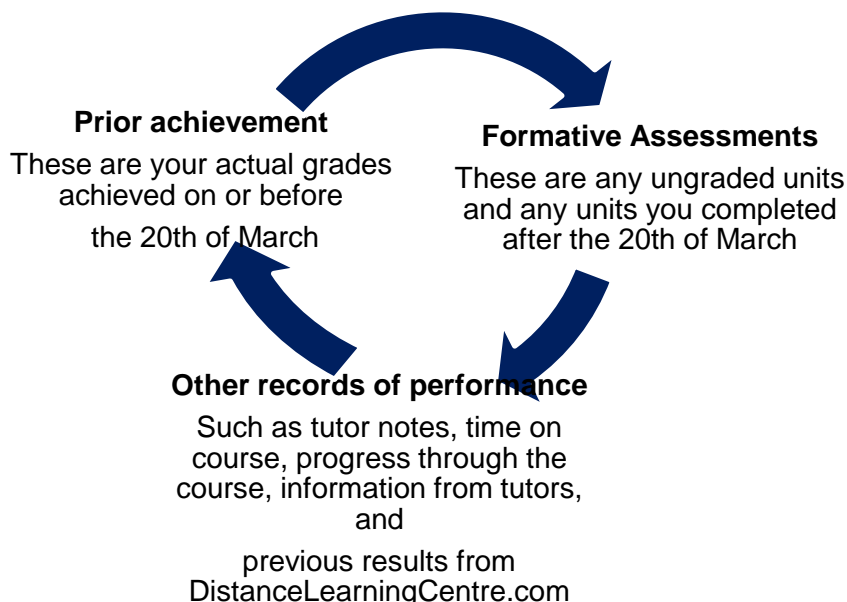 Prior achievement
These are your actual grades
achieved on or before
the 20th of March
Formative Assessments
These are any ungraded units
and any units you completed
after the 20th of March
Other records of performance
Such as tutor notes, time on
course, progress through the
course, information from tutors,
and
previous results from
DistanceLearningCentre.com